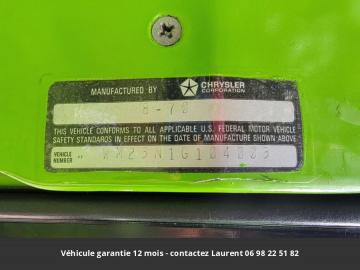 MANUFACTURED BY CHRYSLER
CORPORATION
8-70
THIS VEHICLE CONFORMS TO ALL APPLICABLE U.S. FEDERAL MOTOR VEHICLE
SAFETY STANDARDS IN EFFECT ON THE DATE OF MANUFACTURE SHOWN ABOVE
VEHICLE
NUMBER
Véhicule garantie 12 mois - contactez Laurent 06 98 22 51 82